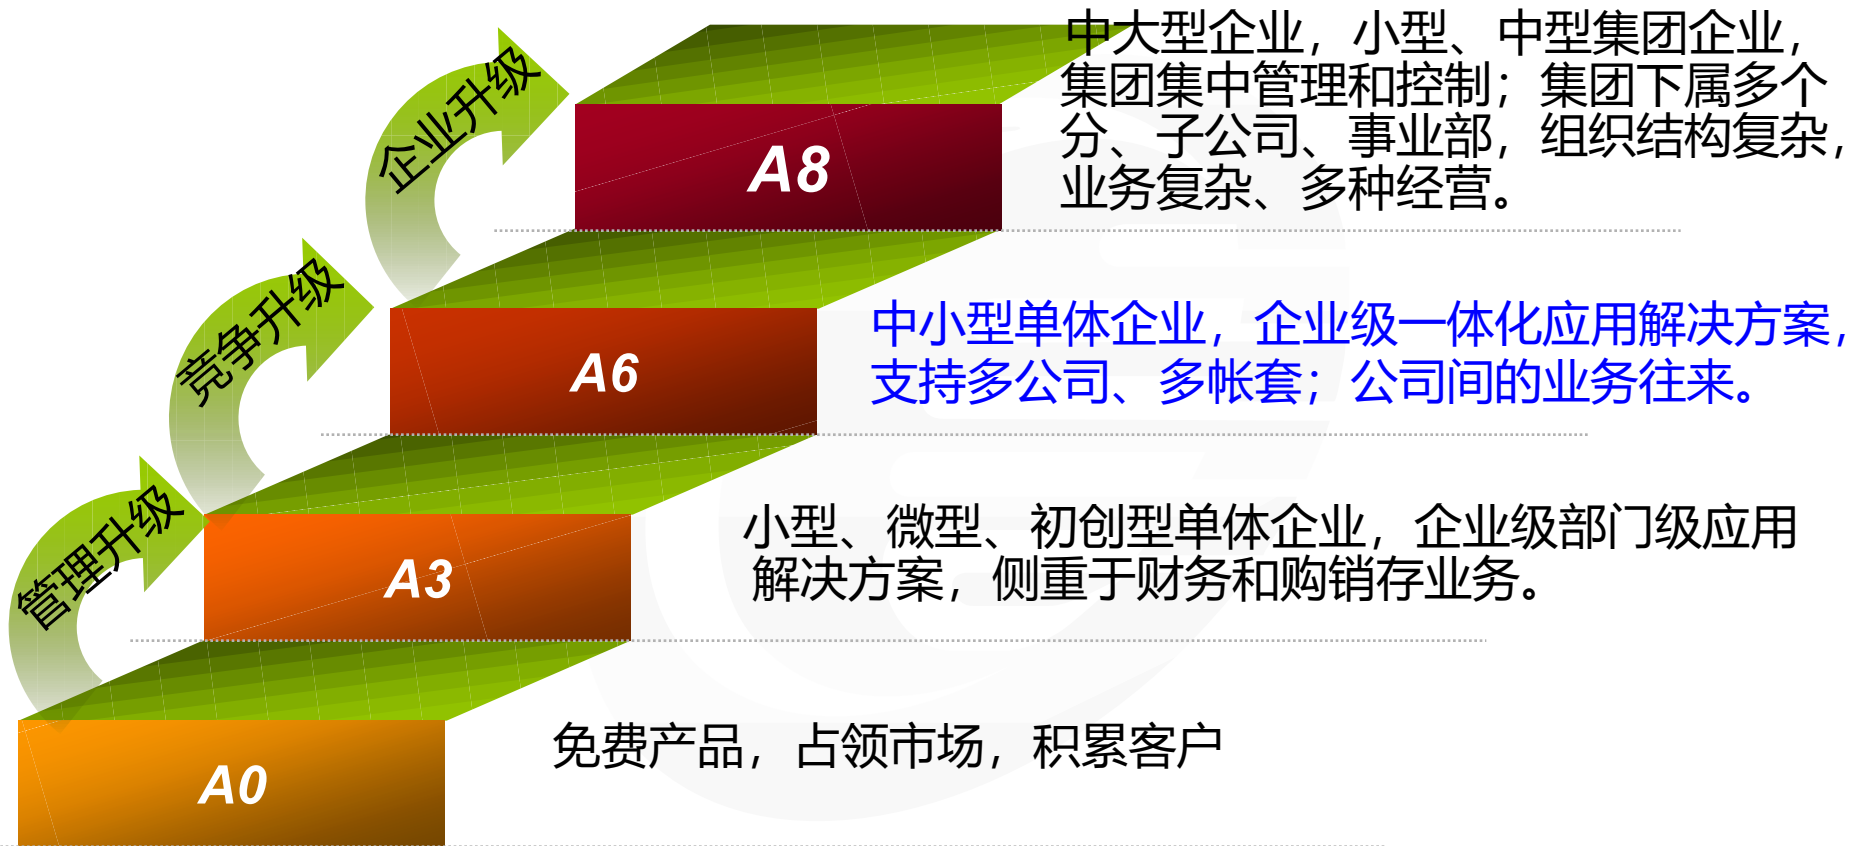 中大型企业，小型、中型集团企业，
集团集中管理和控制；集团下属多个
分、子公司、事业部，组织结构复杂，
业务复杂、多种经营。
企业升级
A8
中小型单体企业，企业级一体化应用解决方案，
支持多公司、多帐套；公司间的业务往来。
竞争升级
A6
小型、微型、初创型单体企业，企业级部门级应用
解决方案，侧重于财务和购销存业务。
管理升级
A3
免费产品，占领市场，积累客户
A0